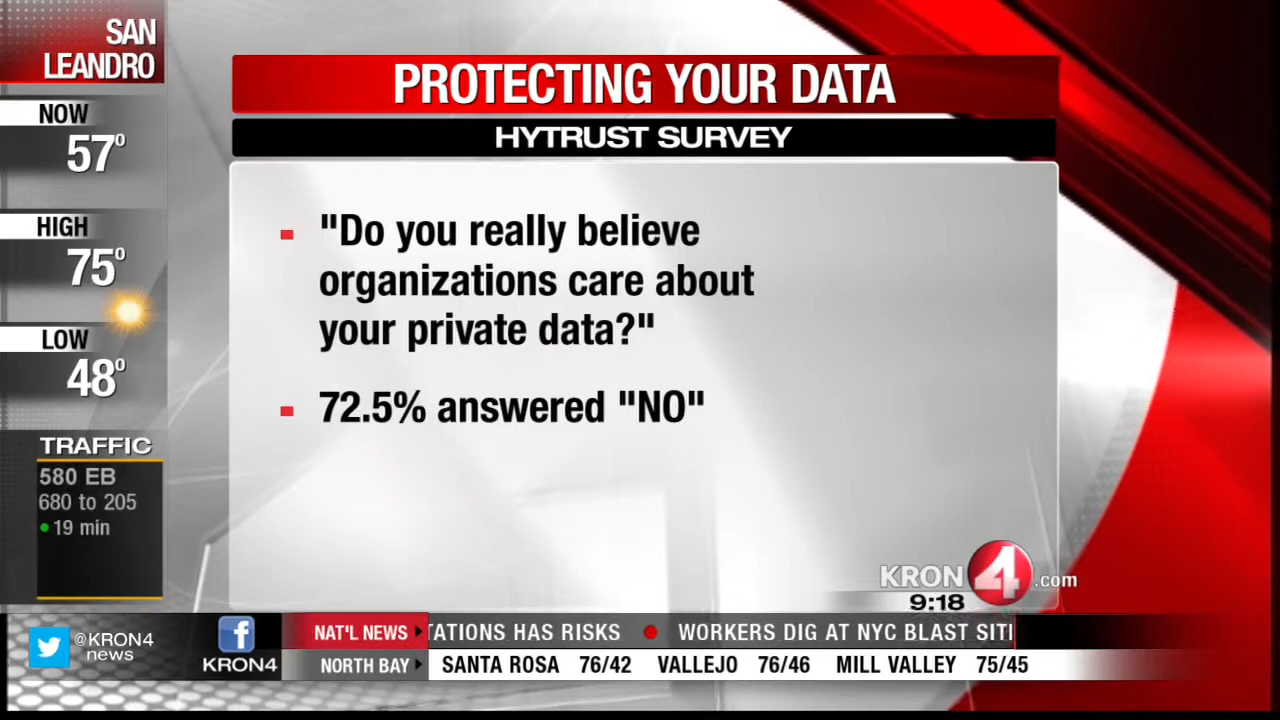 SAN
LEANDRO
NOW
57°
HIGH
75°
LOW
48°
TRAFFIC
580 EB
680 to 205
19 min
PROTECTING YOUR DATA
HYTRUST SURVEY
"Do you really believe
organizations care about
your private data?"
72.5% answered "NO"
KRON 4 .com
9:18
@KRON4
news
f
KRON4
NAT'L NEWS
HAS RISKS ● WORKERS DIG AT NYC BLAST
NORTH BAY
SANTA ROSA 76/42 VALLEJO 76/46 MILL VALLEY 75/45